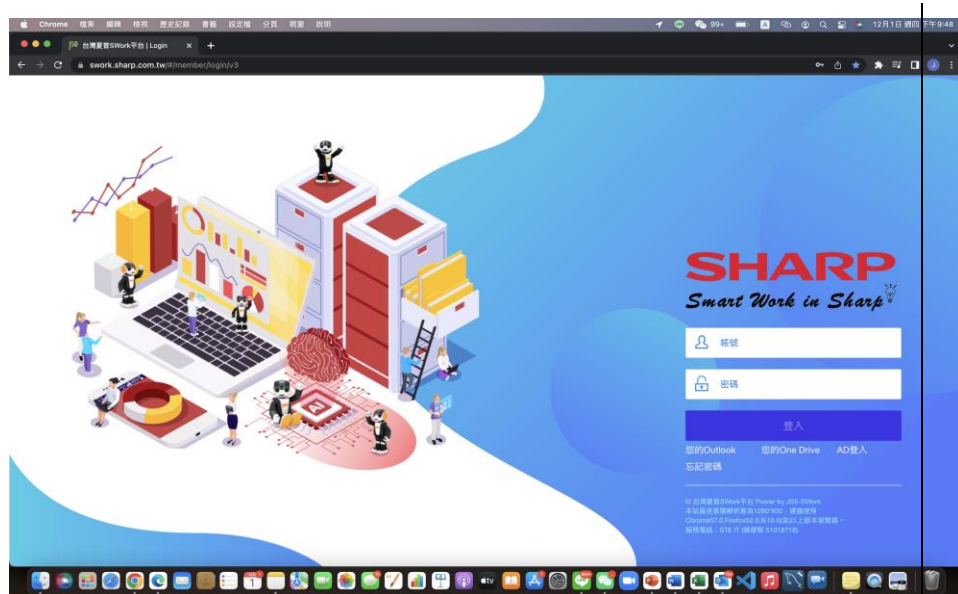 Chrome 檔案 編輯 檢視 歷史記錄 書籤 設定檔 分頁 視窗 說明
99+
12月1日 週四 下午9:48
台灣夏普SWork平台 | Login
swork.sharp.com.tw/#/member/login/v3
J
SHARP
Smart Work in Sharp
帳號
密碼
登入
您的Outlook 您的One Drive AD登入
忘記密碼
© 台灣夏普SWork平台 Power by JSS-SWork
本站最佳瀏覽解析度為1280*800，建議使用
Chrome57.0,Firefox52.0,IE10.0(含)以上版本瀏覽器。
服務電話：SITE IT 51018718)
AI
1
tv